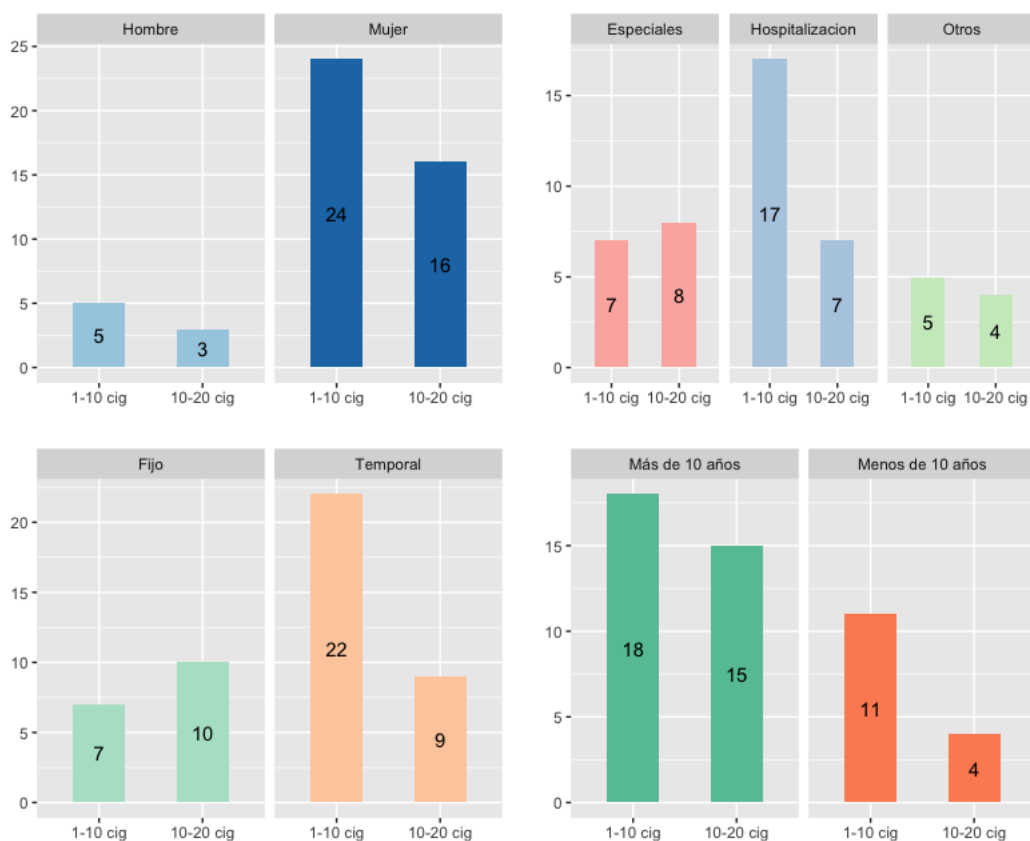 Hombre Mujer
25
20
15
10
5
0
24
16
5
3
1-10 cig 10-20 cig 1-10 cig 10-20 cig
Especiales Hospitalizacion Otros
15
10
5
0
17
7 8 7
5 4
1-10 cig 10-20 cig 1-10 cig 10-20 cig 1-10 cig 10-20 cig
Fijo Temporal
20
15
10
5
0
22
7 10 9
1-10 cig 10-20 cig 1-10 cig 10-20 cig
Más de 10 años Menos de 10 años
15
10
5
0
18 15
11
4
1-10 cig 10-20 cig 1-10 cig 10-20 cig